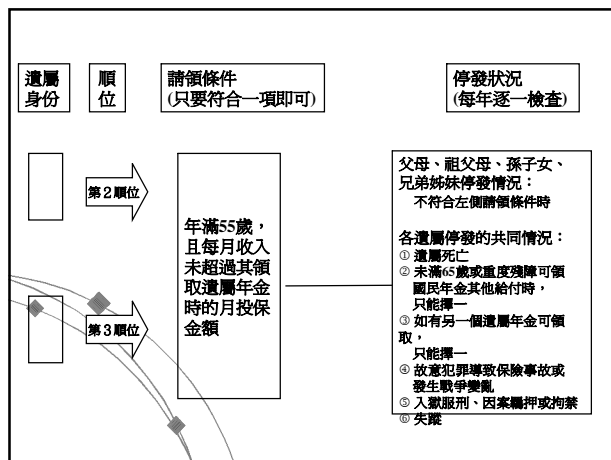 遺屬
身份
順
位
請領條件
(只要符合一項即可)
停發狀況
(每年逐一檢查)
第2順位
第3順位
年滿55歲，
且每月收入
未超過其領
取遺屬年金
時的月投保
金額
父母、祖父母、孫子女、
兄弟姊妹停發情況：
不符合左側請領條件時
各遺屬停發的共同情況：
① 遺屬死亡
② 未滿65歲或重度殘障可領
國民年金其他給付時，
只能擇一
③ 如有另一個遺屬年金可領
取，
只能擇一
④ 故意犯罪導致保險事故或
發生戰爭變亂
⑤ 入獄服刑、因案羈押或拘禁
⑥ 失蹤